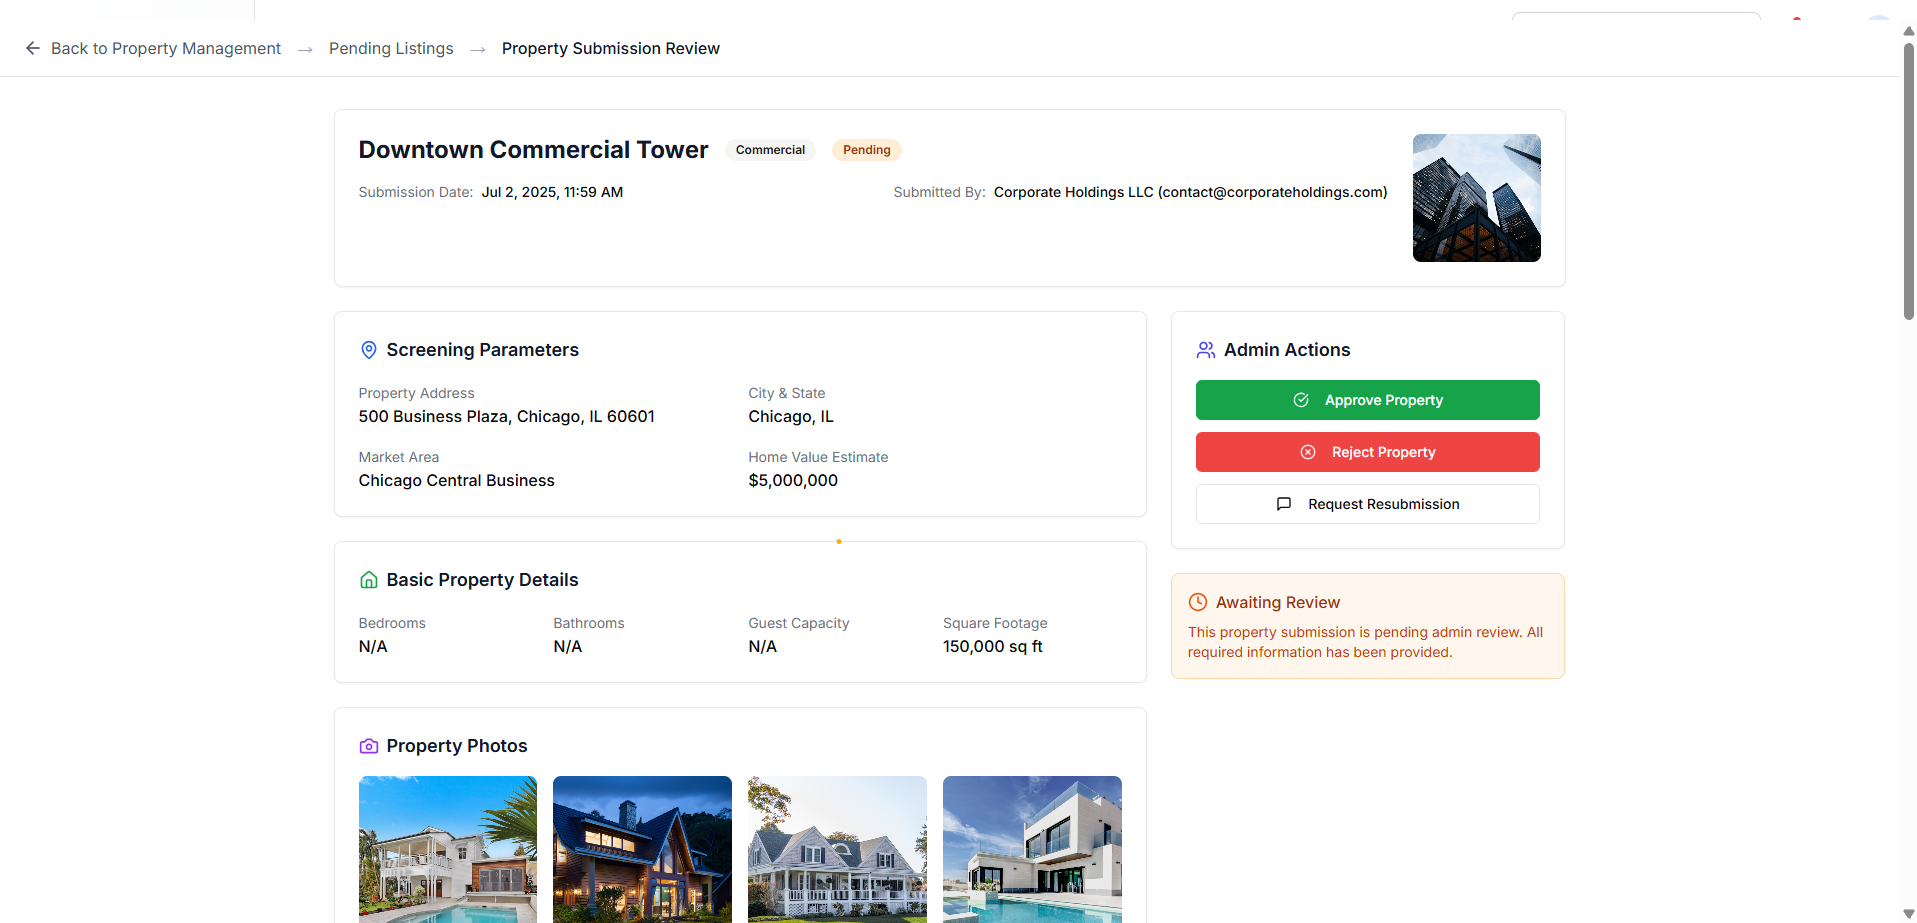 Back to Property Management → Pending Listings → Property Submission Review
Downtown Commercial Tower Commercial Pending
Submission Date: Jul 2, 2025, 11:59 AM Submitted By: Corporate Holdings LLC (contact@corporateholdings.com)
Screening Parameters
Property Address City & State
500 Business Plaza, Chicago, IL 60601 Chicago, IL
Market Area Home Value Estimate
Chicago Central Business $5,000,000
Admin Actions
Approve Property
Reject Property
Request Resubmission
Basic Property Details
Bedrooms Bathrooms Guest Capacity Square Footage
N/A N/A N/A 150,000 sq ft
Awaiting Review
This property submission is pending admin review. All
required information has been provided.
Property Photos